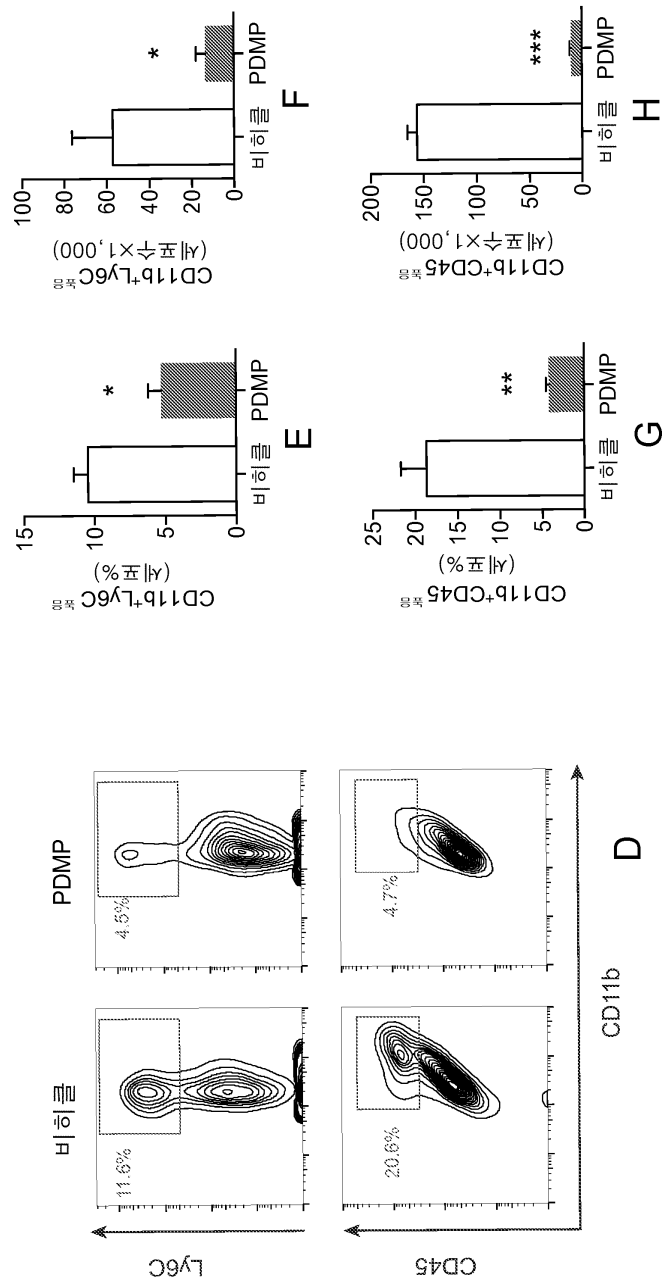 100
80
60
40
20
0
CD11b⁺Ly6C높음
(세포수×1,000)
*
비히클
PDMP
F
200
150
100
50
0
CD11b⁺CD45높음
(세포수×1,000)
***
비히클
PDMP
H
15
10
5
0
CD11b⁺Ly6C높음
(세포%)
*
비히클
PDMP
E
25
20
15
10
5
0
CD11b⁺CD45높음
(세포%)
**
비히클
PDMP
G
비히클
PDMP
11.6%
4.5%
Ly6C
20.6%
4.7%
CD45
CD11b
D